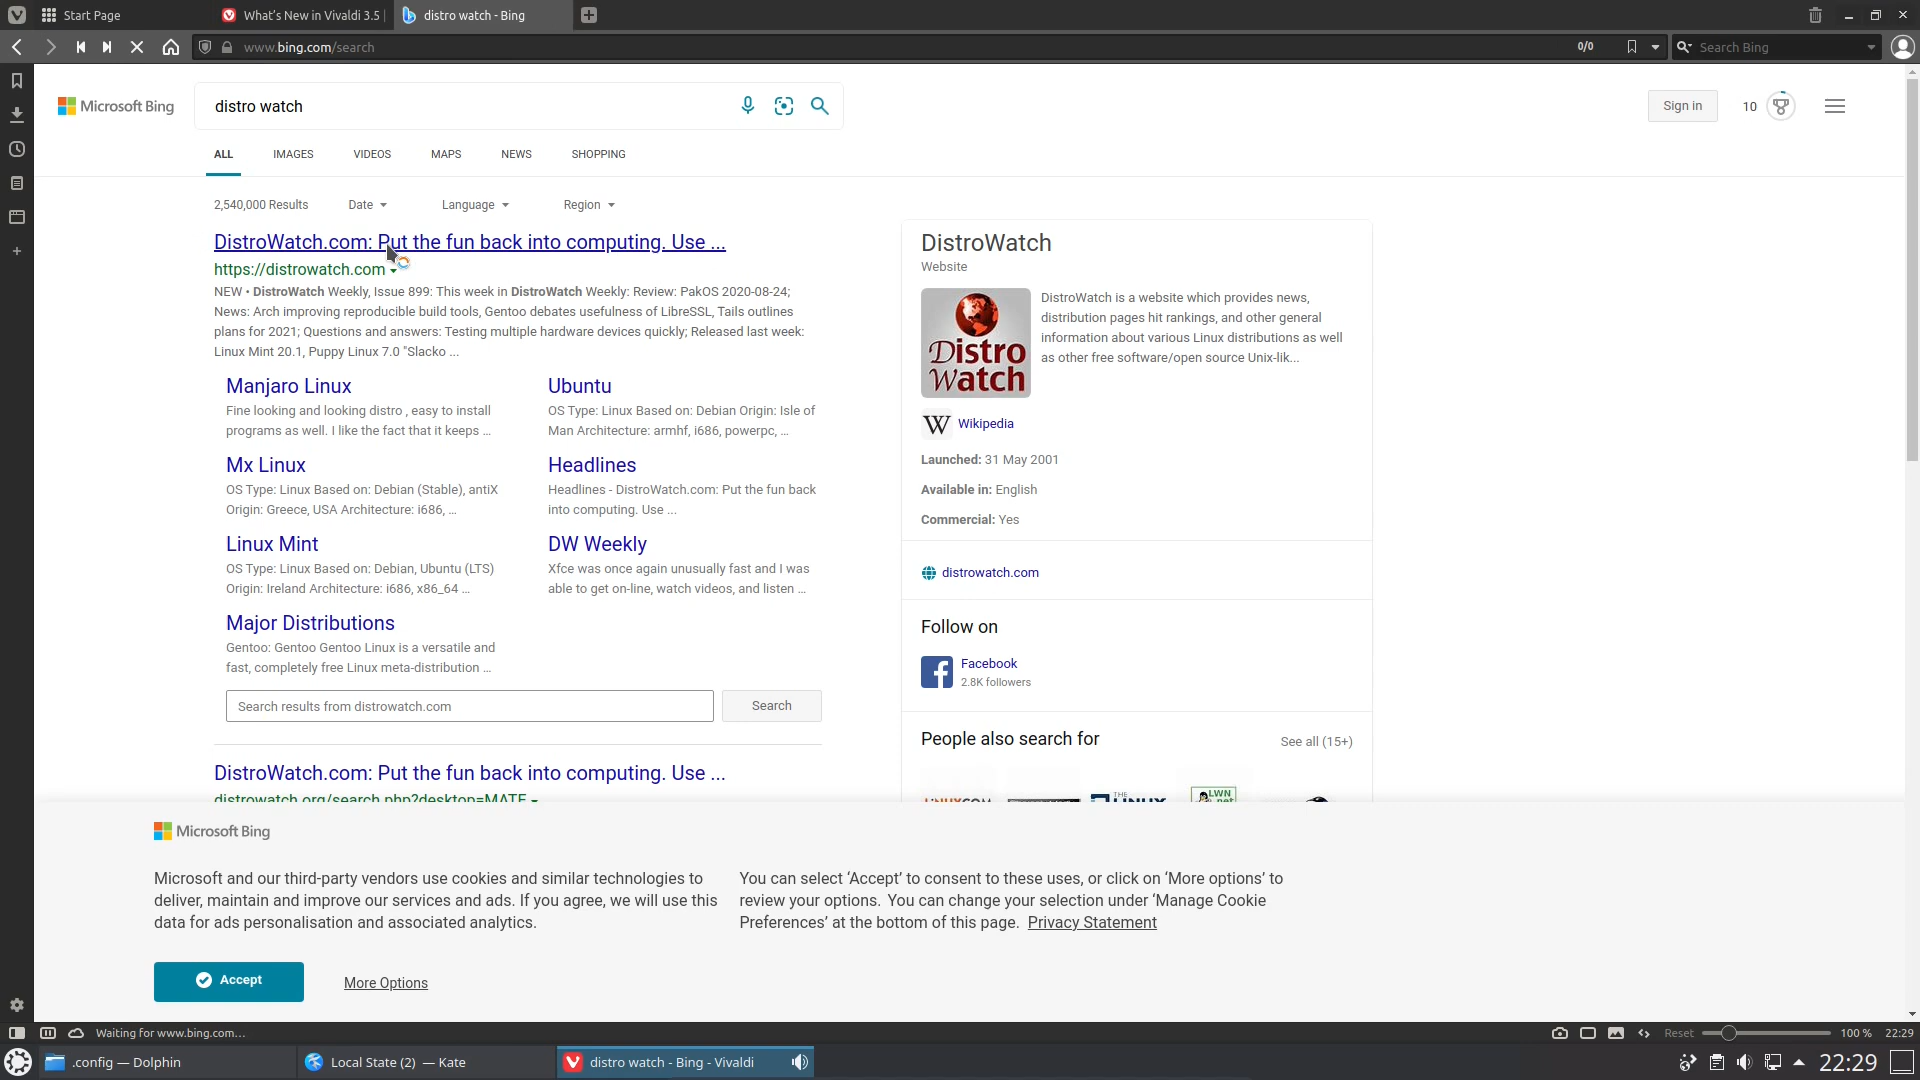 Start Page
What's New in Vivaldi 3.5
distro watch - Bing
www.bing.com/search
0/0
Search Bing
Microsoft Bing
distro watch
Sign in
10
ALL
IMAGES
VIDEOS
MAPS
NEWS
SHOPPING
2,540,000 Results
Date
Language
Region
DistroWatch.com: Put the fun back into computing. Use ...
https://distrowatch.com
NEW • DistroWatch Weekly, Issue 899: This week in DistroWatch Weekly: Review: PakOS 2020-08-24;
News: Arch improving reproducible build tools, Gentoo debates usefulness of LibreSSL, Tails outlines
plans for 2021; Questions and answers: Testing multiple hardware devices quickly; Released last week:
Linux Mint 20.1, Puppy Linux 7.0 "Slacko ...
Manjaro Linux
Fine looking and looking distro , easy to install
programs as well. I like the fact that it keeps ...
Ubuntu
OS Type: Linux Based on: Debian Origin: Isle of
Man Architecture: armhf, i686, powerpc, ...
Mx Linux
OS Type: Linux Based on: Debian (Stable), antiX
Origin: Greece, USA Architecture: i686, ...
Headlines
Headlines - DistroWatch.com: Put the fun back
into computing. Use ...
Linux Mint
OS Type: Linux Based on: Debian, Ubuntu (LTS)
Origin: Ireland Architecture: i686, x86_64 ...
DW Weekly
Xfce was once again unusually fast and I was
able to get on-line, watch videos, and listen ...
Major Distributions
Gentoo: Gentoo Gentoo Linux is a versatile and
fast, completely free Linux meta-distribution ...
Search results from distrowatch.com
Search
DistroWatch.com: Put the fun back into computing. Use ...
distrowatch.org/search.php?desktop=MATE
DistroWatch
Website
Distro
Watch
DistroWatch is a website which provides news,
distribution pages hit rankings, and other general
information about various Linux distributions as well
as other free software/open source Unix-lik...
W Wikipedia
Launched: 31 May 2001
Available in: English
Commercial: Yes
distrowatch.com
Follow on
Facebook
2.8K followers
People also search for
See all (15+)
THE
LINUX
LWN
.net
Microsoft Bing
Microsoft and our third-party vendors use cookies and similar technologies to
deliver, maintain and improve our services and ads. If you agree, we will use this
data for ads personalisation and associated analytics.
You can select ‘Accept’ to consent to these uses, or click on ‘More options’ to
review your options. You can change your selection under ‘Manage Cookie
Preferences’ at the bottom of this page. Privacy Statement
Accept
More Options
Waiting for www.bing.com...
Reset
100 %
22:29
.config — Dolphin
Local State (2) — Kate
distro watch - Bing - Vivaldi
22:29